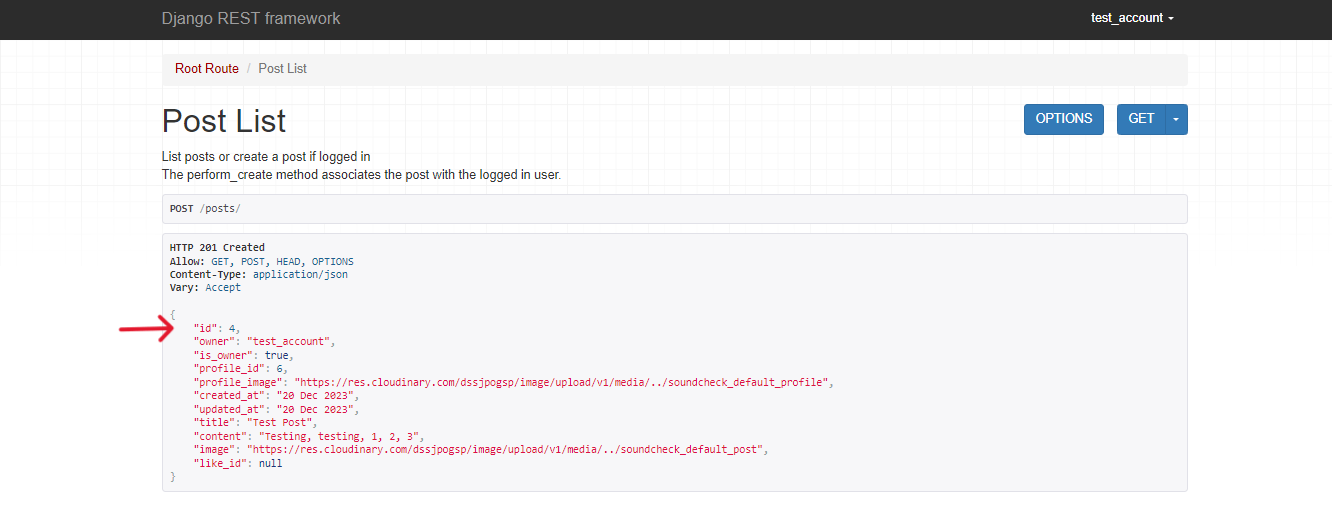 Django REST framework
test_account
Root Route / Post List
Post List
OPTIONS
GET
List posts or create a post if logged in
The perform_create method associates the post with the logged in user.
POST /posts/
HTTP 201 Created
Allow: GET, POST, HEAD, OPTIONS
Content-Type: application/json
Vary: Accept
{
    "id": 4,
    "owner": "test_account",
    "is_owner": true,
    "profile_id": 6,
    "profile_image": "https://res.cloudinary.com/dssjpogsp/image/upload/v1/media/../soundcheck_default_profile",
    "created_at": "20 Dec 2023",
    "updated_at": "20 Dec 2023",
    "title": "Test Post",
    "content": "Testing, testing, 1, 2, 3",
    "image": "https://res.cloudinary.com/dssjpogsp/image/upload/v1/media/../soundcheck_default_post",
    "like_id": null
}